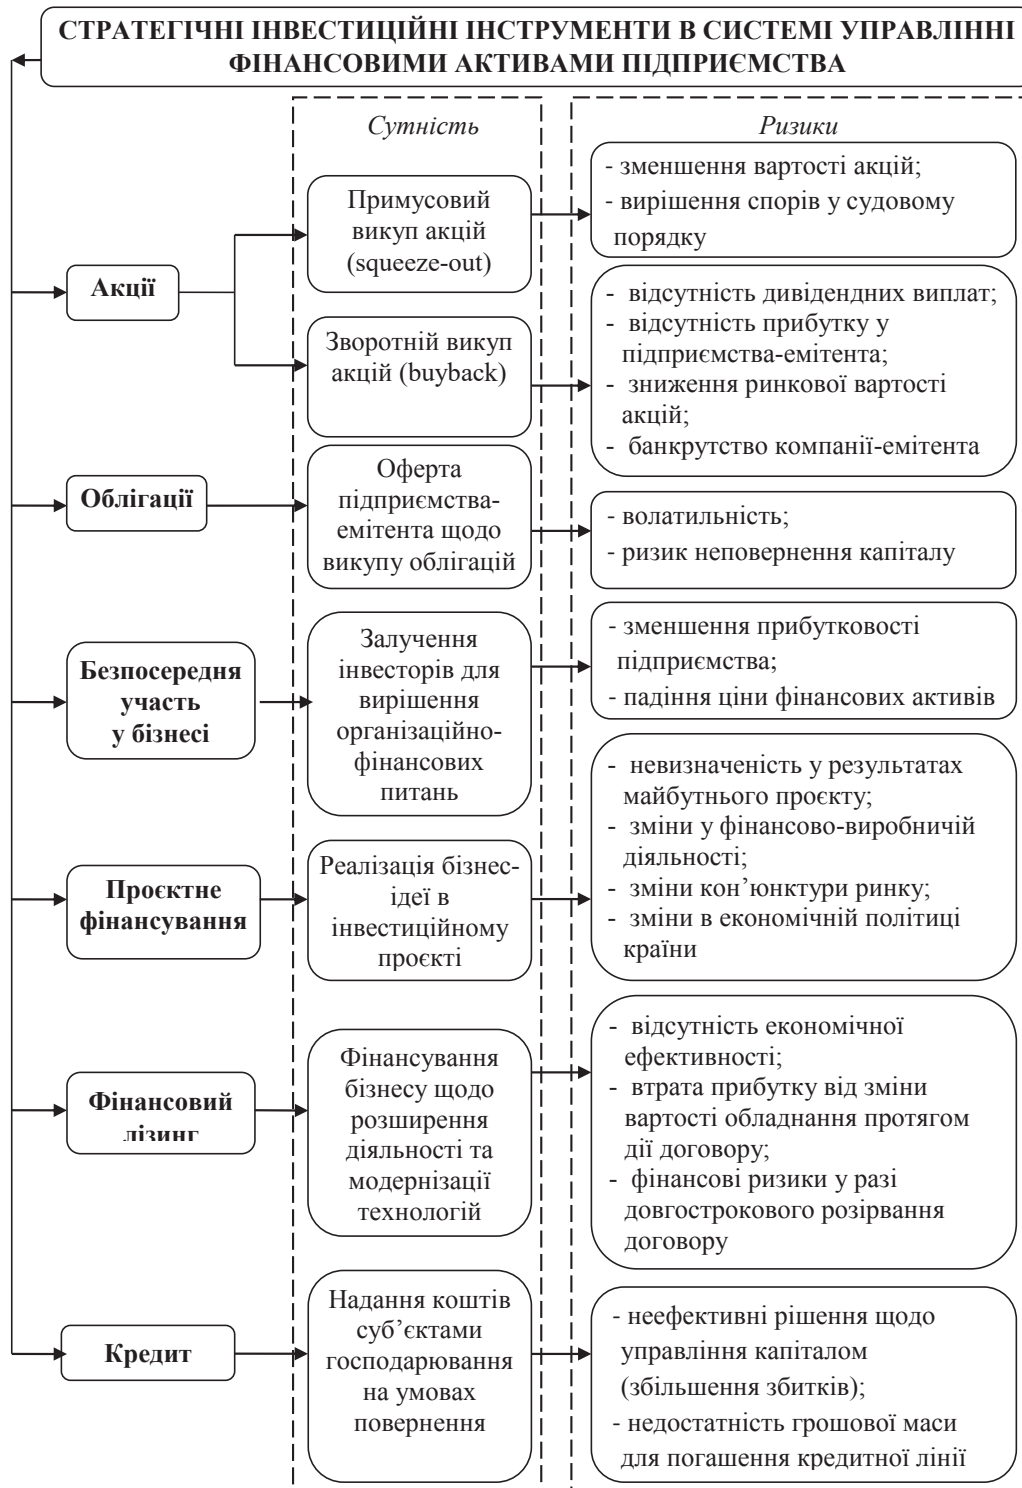 СТРАТЕГІЧНІ ІНВЕСТИЦІЙНІ ІНСТРУМЕНТИ В СИСТЕМІ УПРАВЛІННІ
ФІНАНСОВИМИ АКТИВАМИ ПІДПРИЄМСТВА
Сутність
Ризики
Акції
Примусовий
викуп акцій
(squeeze-out)
- зменшення вартості акцій;
- вирішення спорів у судовому
порядку
Зворотній викуп
акцій (buyback)
- відсутність дивідендних виплат;
- відсутність прибутку у
підприємства-емітента;
- зниження ринкової вартості
акцій;
- банкрутство компанії-емітента
Облігації
Оферта
підприємства-
емітента щодо
викупу облігацій
- волатильність;
- ризик неповернення капіталу
Безпосередня
участь
у бізнесі
Залучення
інвесторів для
вирішення
організаційно-
фінансових
питань
- зменшення прибутковості
підприємства;
- падіння ціни фінансових активів
Проєктне
фінансування
Реалізація бізнес-
ідеї в
інвестиційному
проєкті
- невизначеність у результатах
майбутнього проєкту;
- зміни у фінансово-виробничій
діяльності;
- зміни кон’юнктури ринку;
- зміни в економічній політиці
країни
Фінансовий
лізинг
Фінансування
бізнесу щодо
розширення
діяльності та
модернізації
технологій
- відсутність економічної
ефективності;
- втрата прибутку від зміни
вартості обладнання протягом
дії договору;
- фінансові ризики у разі
довгострокового розірвання
договору
Кредит
Надання коштів
суб’єктами
господарювання
на умовах
повернення
- неефективні рішення щодо
управління капіталом
(збільшення збитків);
- недостатність грошової маси
для погашення кредитної лінії